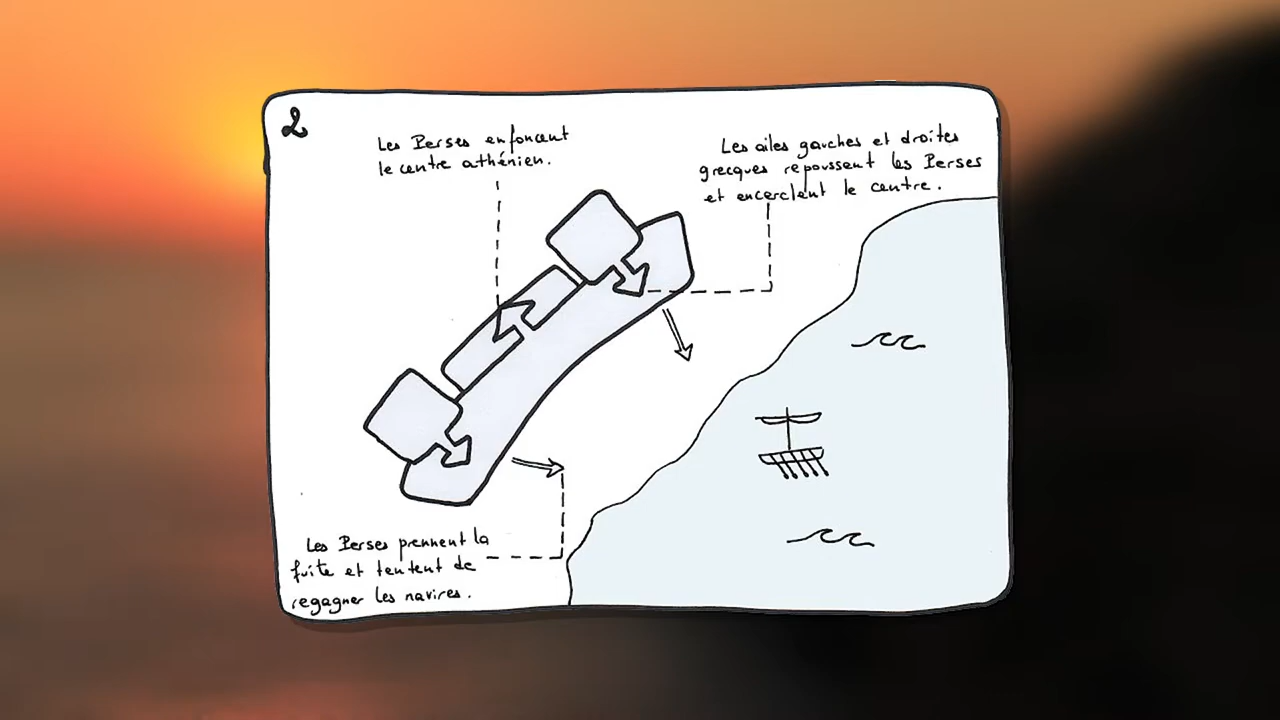 2
Les Perses enfoncent
le centre athénien.
Les ailes gauches et droites
grecques repoussent les Perses
et encerclent le centre.
Les Perses prennent la
fuite et tentent de
regagner les navires.